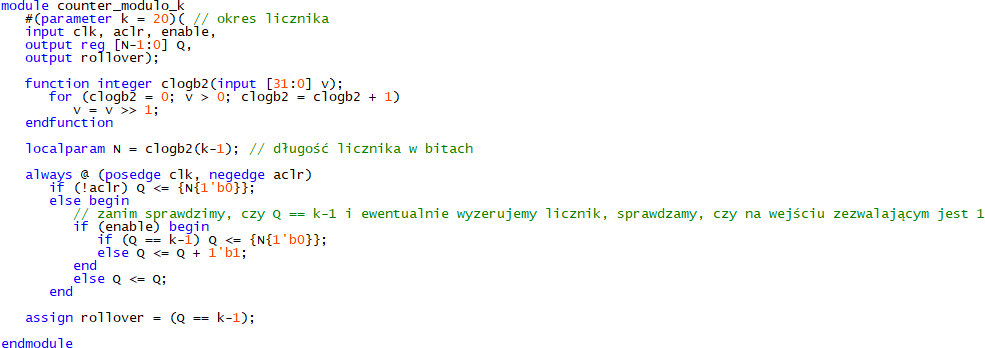 module counter_modulo_k
#(parameter k = 20)( // okres licznika
input clk, aclr, enable,
output reg [N-1:0] Q,
output rollover);
function integer clogb2(input [31:0] v);
for (clogb2 = 0; v > 0; clogb2 = clogb2 + 1)
v = v >> 1;
endfunction
localparam N = clogb2(k-1); // długość licznika w bitach
always @ (posedge clk, negedge aclr)
if (!aclr) Q <= {N{1'b0}};
else begin
// zanim sprawdzimy, czy Q == k-1 i ewentualnie wyzerujemy licznik, sprawdzamy, czy na wejściu zezwalającym jest 1
if (enable) begin
if (Q == k-1) Q <= {N{1'b0}};
else Q <= Q + 1'b1;
end
else Q <= Q;
end
assign rollover = (Q == k-1);
endmodule